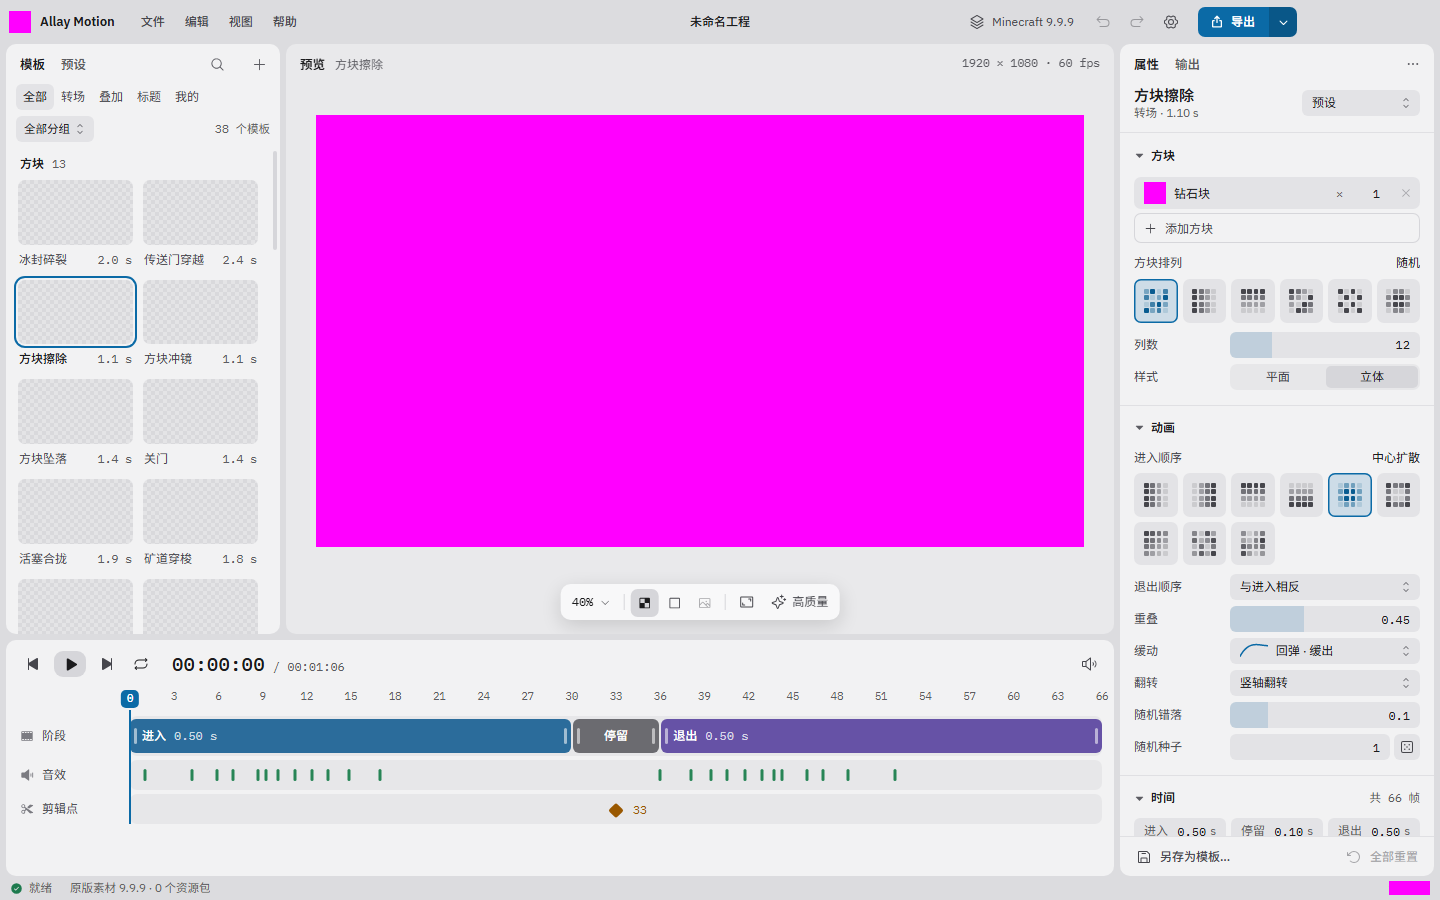 Allay Motion 文件 编辑 视图 帮助 未命名工程 Minecraft 9.9.9 导出
模板 预设
全部 转场 叠加 标题 我的
全部分组 38 个模板
方块 13
冰封碎裂 2.0 s 传送门穿越 2.4 s
方块擦除 1.1 s 方块冲镜 1.1 s
方块坠落 1.4 s 关门 1.4 s
活塞合拢 1.9 s 矿道穿梭 1.8 s
预览 方块擦除 1920 × 1080 · 60 fps
40% 高质量
属性 输出
方块擦除
转场 · 1.10 s
预设
方块
钻石块 × 1
添加方块
方块排列 随机
列数 12
样式 平面 立体
动画
进入顺序 中心扩散
退出顺序 与进入相反
重叠 0.45
缓动 回弹 · 缓出
翻转 竖轴翻转
随机错落 0.1
随机种子 1
时间 共 66 帧
进入 0.50 s 停留 0.10 s 退出 0.50 s
另存为模板... 全部重置
00:00:00 / 00:01:06
0 3 6 9 12 15 18 21 24 27 30 33 36 39 42 45 48 51 54 57 60 63 66
阶段 进入 0.50 s 停留 退出 0.50 s
音效
剪辑点 33
就绪 原版素材 9.9.9 · 0 个资源包